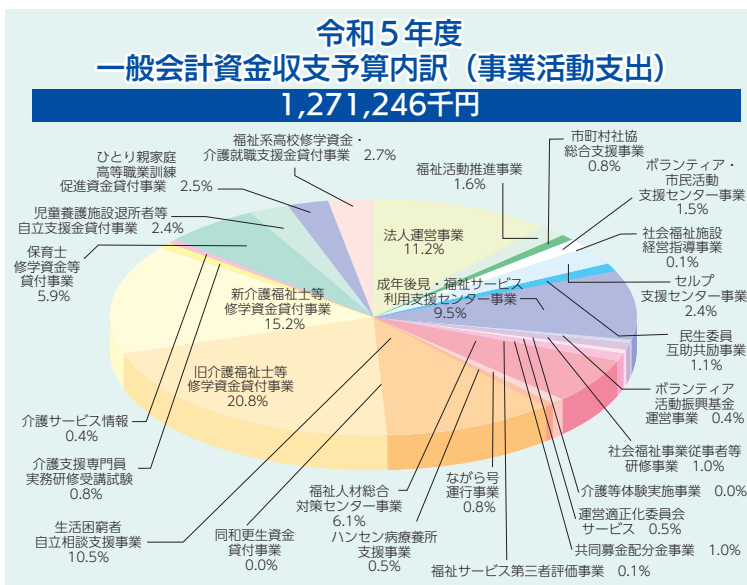 令和５年度
一般会計資金収支予算内訳（事業活動支出）
1,271,246千円
法人運営事業
11.2%
福祉活動推進事業
1.6%
市町村社協
総合支援事業
0.8%
ボランティア・
市民活動
支援センター事業
1.5%
社会福祉施設
経営指導事業
0.1%
セルプ
支援センター事業
2.4%
民生委員
互助共励事業
1.1%
成年後見・福祉サービス
利用支援センター事業
9.5%
ボランティア
活動振興基金
運営事業 0.4%
社会福祉事業従事者等
研修事業 1.0%
介護等体験実施事業 0.0%
運営適正化委員会
サービス 0.5%
共同募金配分金事業 1.0%
福祉サービス第三者評価事業 0.1%
福祉人材総合
対策センター事業
6.1%
ながら号
運行事業
0.8%
ハンセン病療養所
支援事業
0.5%
生活困窮者
自立相談支援事業
10.5%
同和更生資金
貸付事業
0.0%
旧介護福祉士等
修学資金貸付事業
20.8%
新介護福祉士等
修学資金貸付事業
15.2%
介護支援専門員
実務研修受講試験
0.8%
介護サービス情報
0.4%
保育士
修学資金等
貸付事業
5.9%
児童養護施設退所者等
自立支援資金貸付事業 2.4%
ひとり親家庭
高等職業訓練
促進資金貸付事業 2.5%
福祉系高校修学資金・
介護就職支援金貸付事業 2.7%